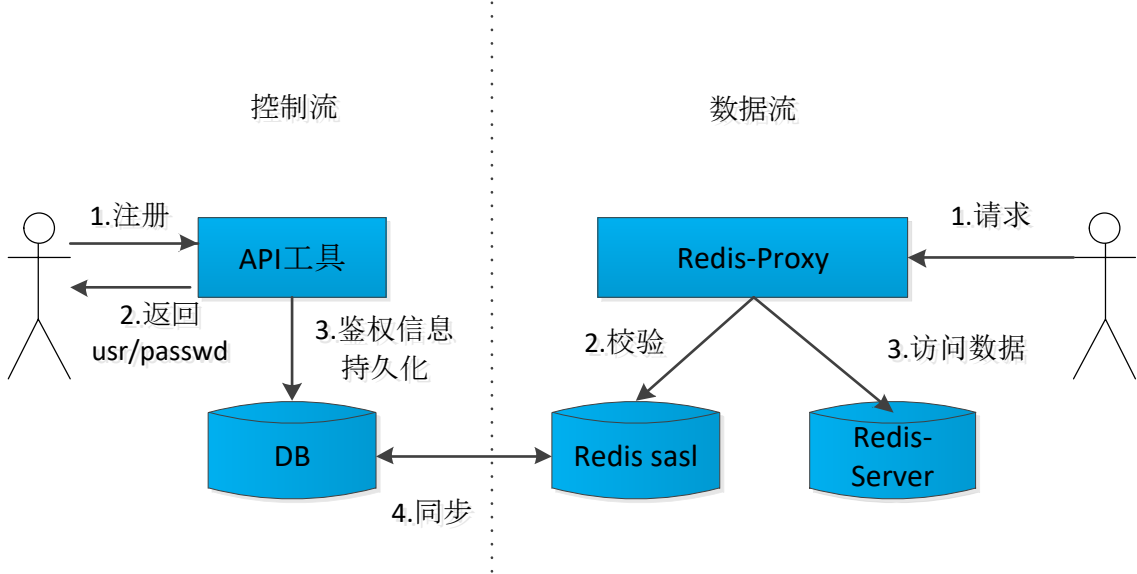 控制流
数据流
1.注册
API工具
2.返回
usr/passwd
3.鉴权信息
持久化
DB
4.同步
Redis-Proxy
1.请求
2.校验
3.访问数据
Redis sasl
Redis-
Server